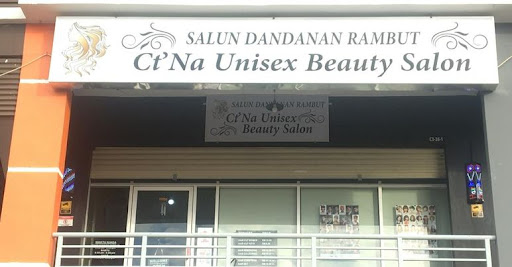 SALUN DANDANAN RAMBUT
Ct'Na Unisex Beauty Salon
SALUN DANDANAN RAMBUT
Ct'Na Unisex
Beauty Salon